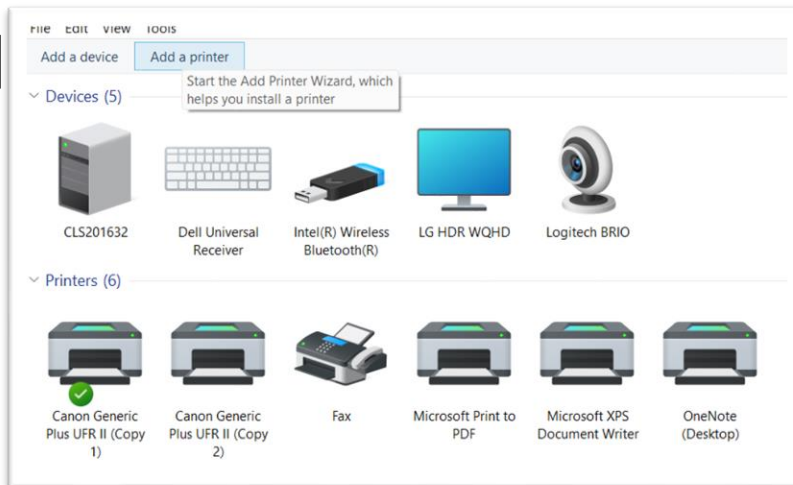 File Edit View Tools
Add a device Add a printer
Start the Add Printer Wizard, which
helps you install a printer
Devices (5)
CLS201632
Dell Universal
Receiver
Intel(R) Wireless
Bluetooth(R)
LG HDR WQHD
Logitech BRIO
Printers (6)
Canon Generic
Plus UFR II (Copy
1)
Canon Generic
Plus UFR II (Copy
2)
Fax
Microsoft Print to
PDF
Microsoft XPS
Document Writer
OneNote
(Desktop)